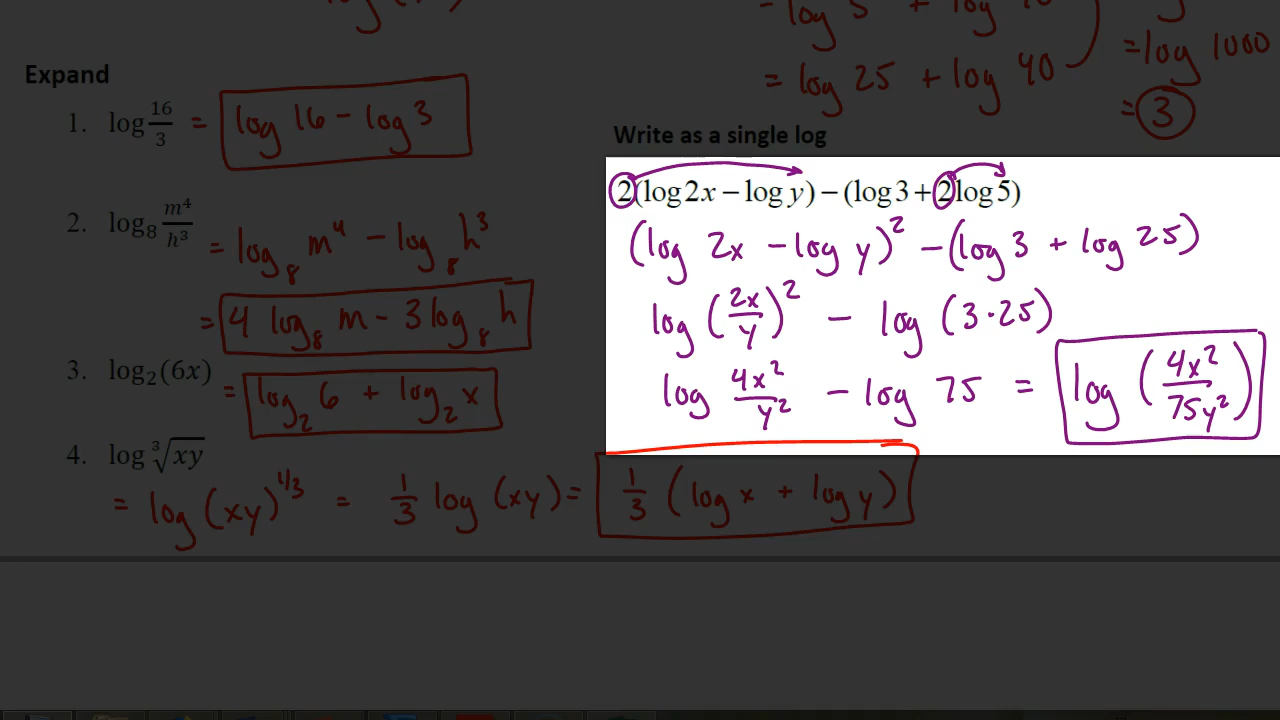 = log 5 + log
= log 25 + log 40
= log 1000
= 3
Expand
1. log 16/3 = log 16 − log 3
2. log₈ m⁴/h³ = log₈ m⁴ − log₈ h³
= 4 log₈ m − 3 log₈ h
3. log₂(6x) = log₂ 6 + log₂ x
4. log ³√xy
= log (xy)^1/3 = 1/3 log (xy) = 1/3 (log x + log y)
Write as a single log
2(log 2x − log y) − (log 3 + 2 log 5)
(log 2x − log y)² − (log 3 + log 25)
log (2x/y)² − log (3·25)
log 4x²/y² − log 75 = log (4x²/75y²)